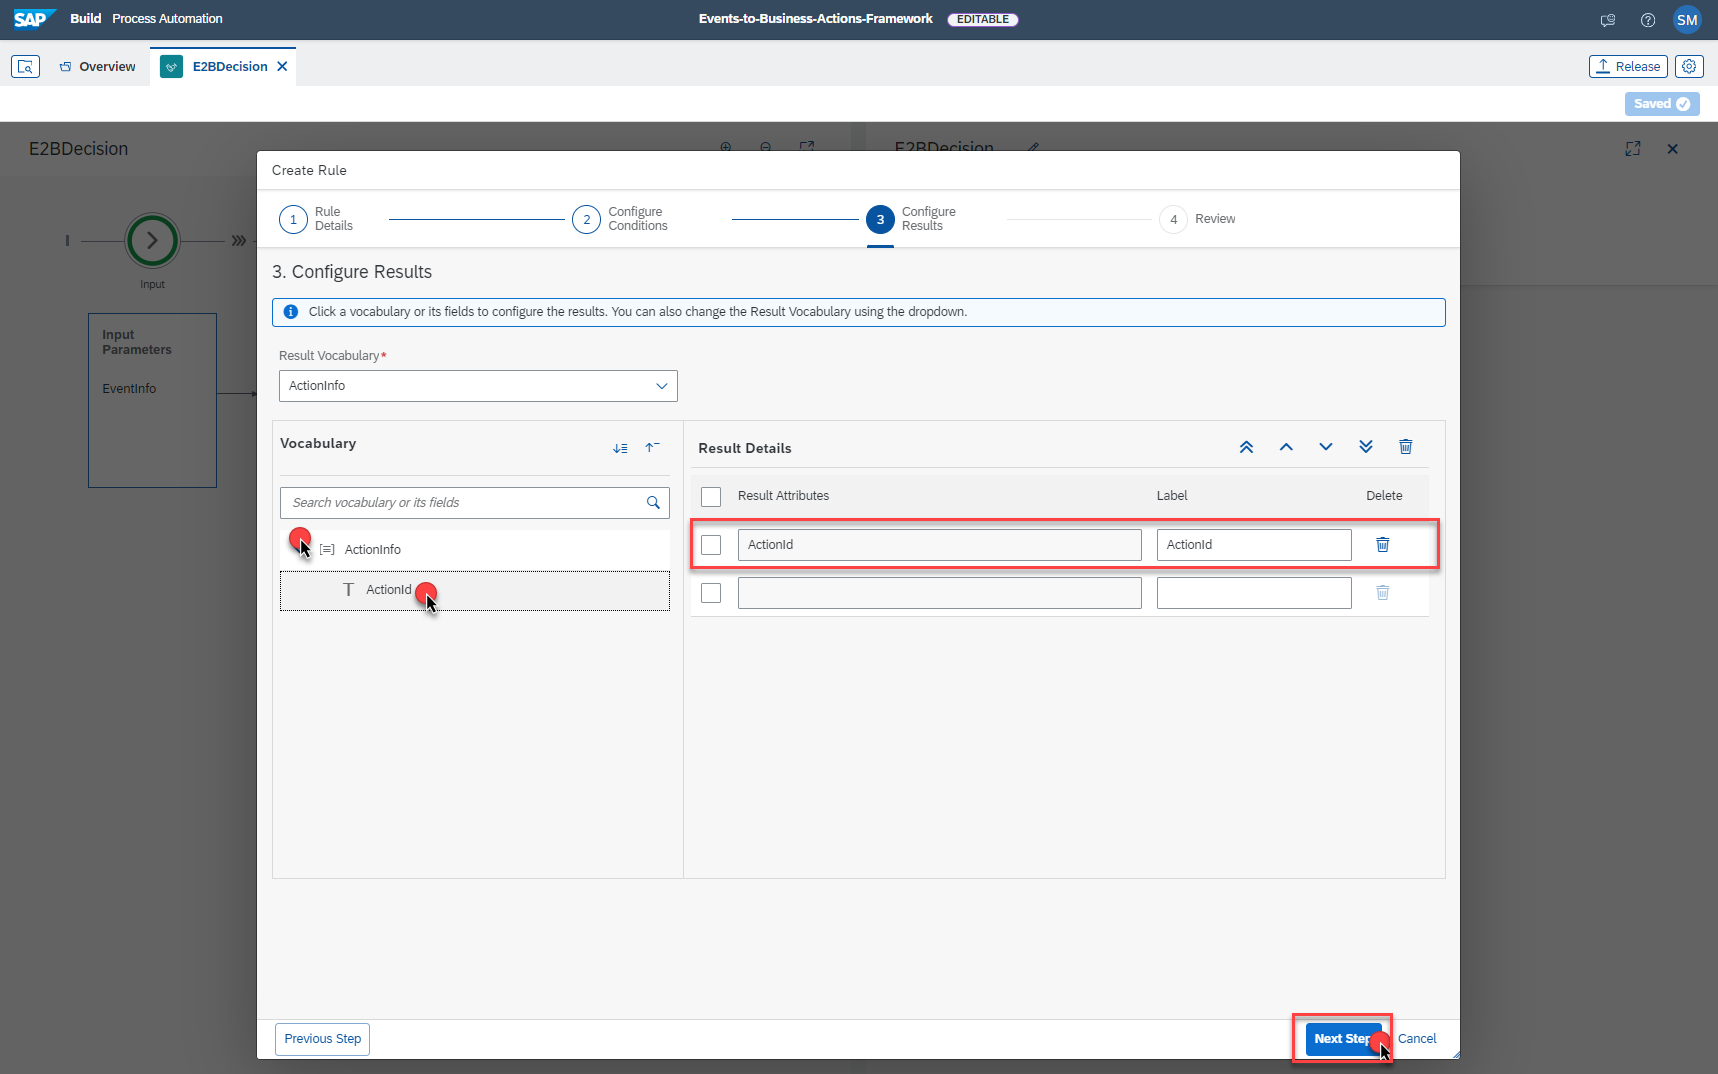 SAP Build Process Automation
Events-to-Business-Actions-Framework EDITABLE
SM
Overview
E2BDecision
Release
Saved
E2BDecision
E2BDecision
Create Rule
1 Rule Details
2 Configure Conditions
3 Configure Results
4 Review
Input
Input Parameters
EventInfo
3. Configure Results
Click a vocabulary or its fields to configure the results. You can also change the Result Vocabulary using the dropdown.
Result Vocabulary*
ActionInfo
Vocabulary
Search vocabulary or its fields
ActionInfo
T ActionId
Result Details
Result Attributes Label Delete
ActionId ActionId
Previous Step
Next Step
Cancel